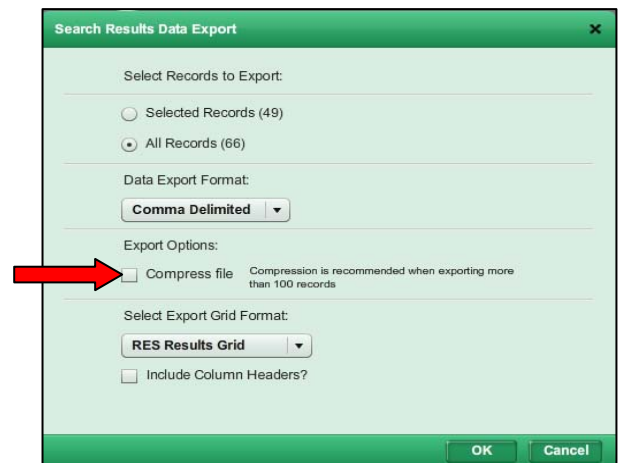 Search Results Data Export
Select Records to Export:
Selected Records (49)
All Records (66)
Data Export Format:
Comma Delimited
Export Options:
Compress file Compression is recommended when exporting more
than 100 records
Select Export Grid Format:
RES Results Grid
Include Column Headers?
OK Cancel